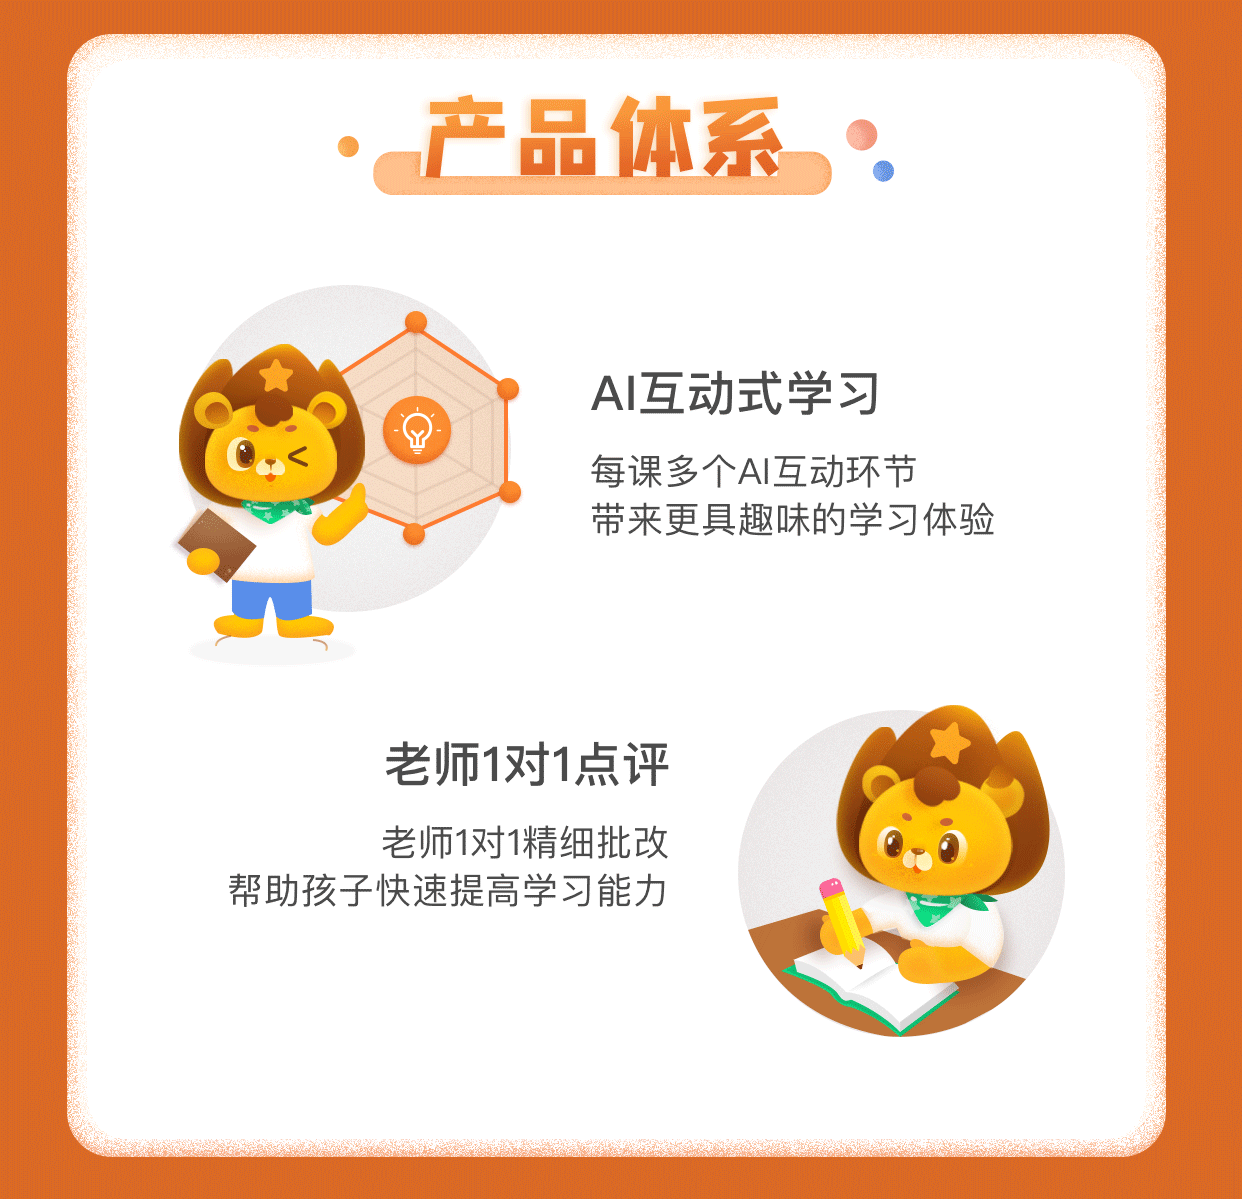 产品体系
AI互动式学习
每课多个AI互动环节
带来更具趣味的学习体验
老师1对1点评
老师1对1精细批改
帮助孩子快速提高学习能力